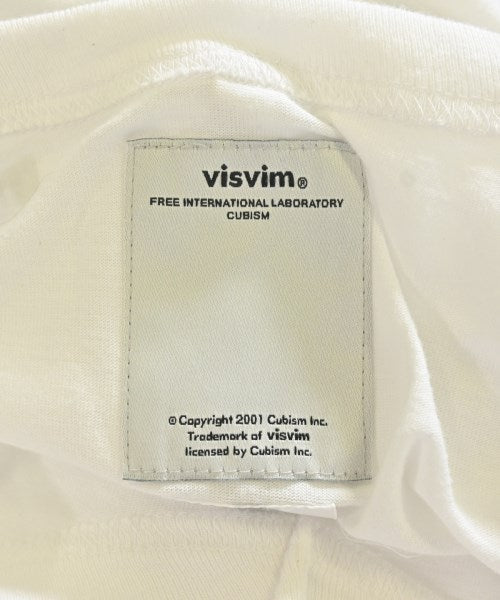 visvim®
FREE INTERNATIONAL LABORATORY
CUBISM
© Copyright 2001 Cubism Inc.
Trademark of visvim
licensed by Cubism Inc.